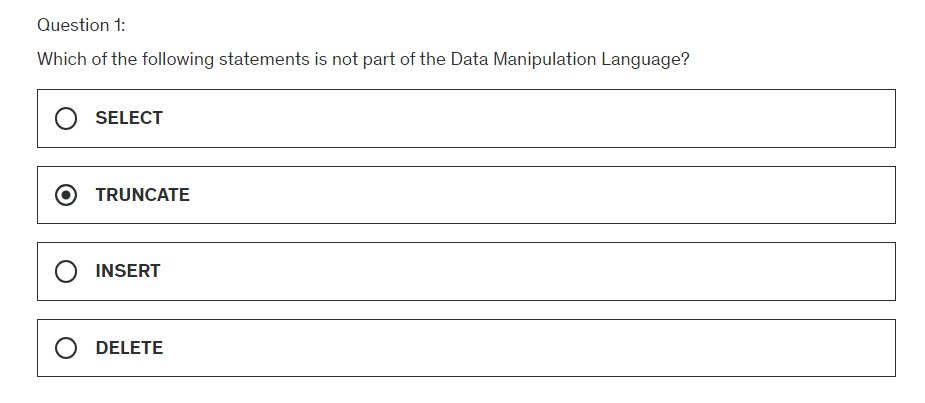 Question 1:
Which of the following statements is not part of the Data Manipulation Language?
SELECT
TRUNCATE
INSERT
DELETE